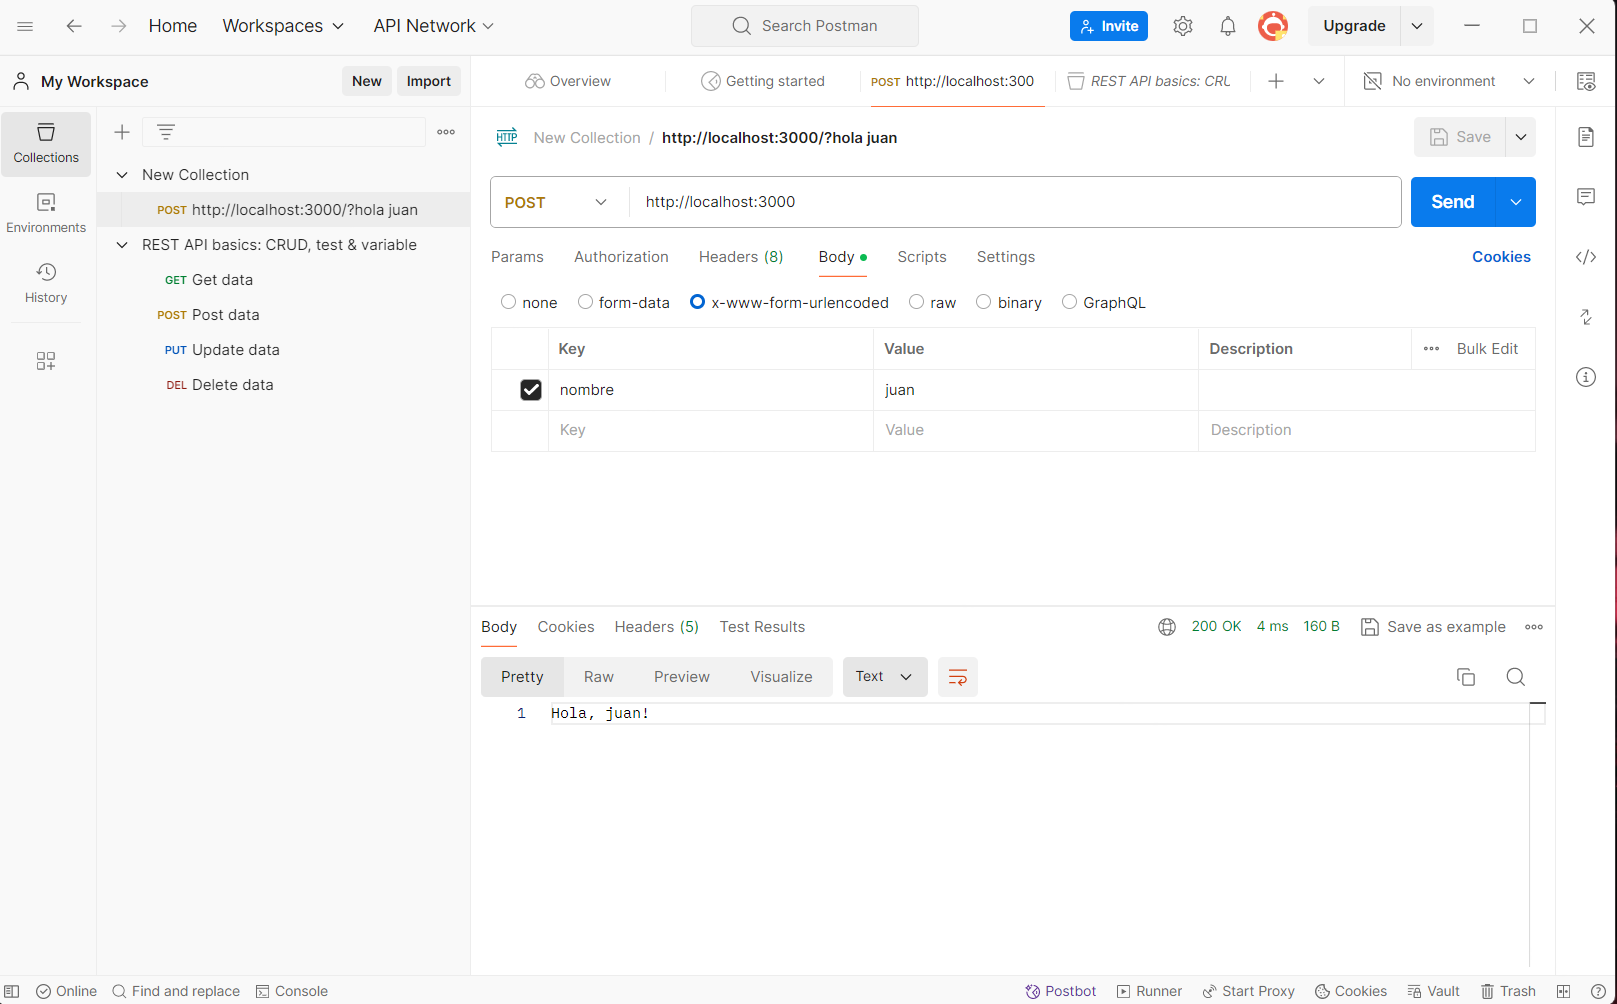 Home Workspaces API Network Search Postman Invite Upgrade
My Workspace New Import Overview Getting started POST http://localhost:300 REST API basics: CRU No environment
Collections
Environments
History
New Collection
POST http://localhost:3000/?hola juan
REST API basics: CRUD, test & variable
GET Get data
POST Post data
PUT Update data
DEL Delete data
HTTP New Collection / http://localhost:3000/?hola juan Save
POST http://localhost:3000 Send
Params Authorization Headers (8) Body Scripts Settings Cookies
none form-data x-www-form-urlencoded raw binary GraphQL
Key Value Description Bulk Edit
nombre juan
Key Value Description
Body Cookies Headers (5) Test Results 200 OK 4 ms 160 B Save as example
Pretty Raw Preview Visualize Text
1 Hola, juan!
Online Find and replace Console Postbot Runner Start Proxy Cookies Vault Trash